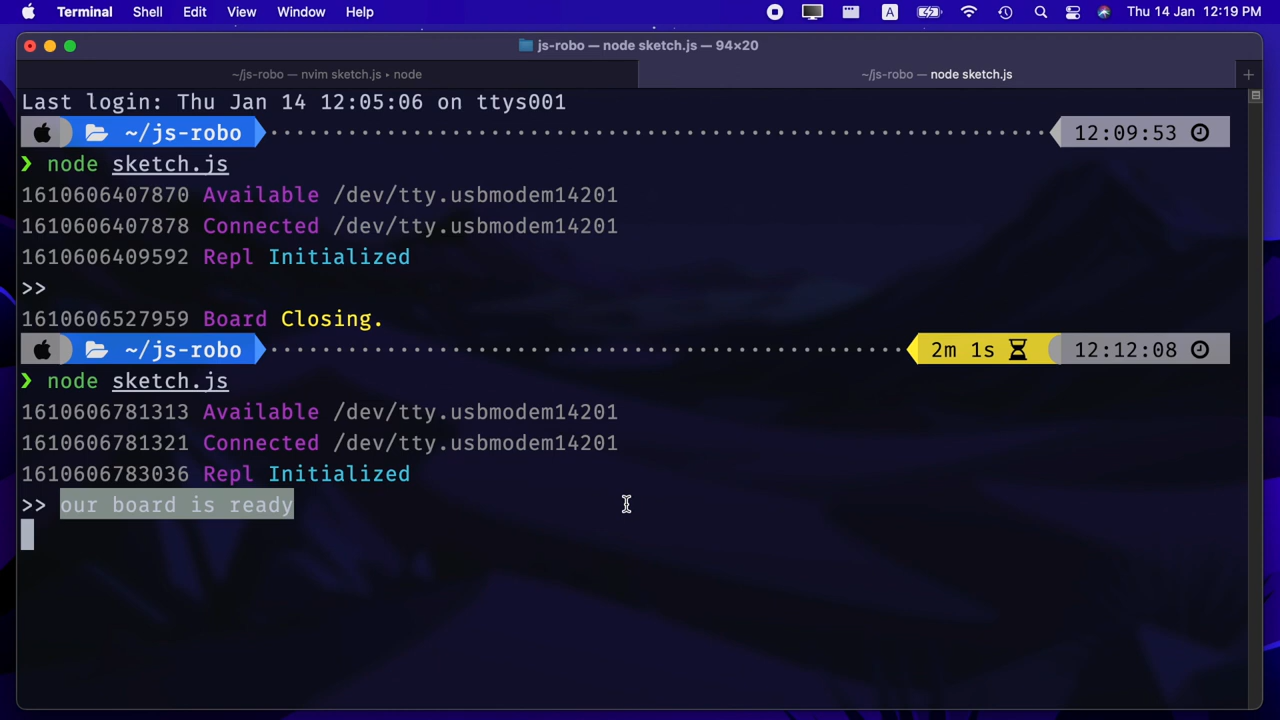 Terminal Shell Edit View Window Help A Thu 14 Jan 12:19 PM
js-robo — node sketch.js — 94×20
~/js-robo — nvim sketch.js ▸ node ~/js-robo — node sketch.js +
Last login: Thu Jan 14 12:05:06 on ttys001
~/js-robo 12:09:53
❯ node sketch.js
1610606407870 Available /dev/tty.usbmodem14201
1610606407878 Connected /dev/tty.usbmodem14201
1610606409592 Repl Initialized
>>
1610606527959 Board Closing.
~/js-robo 2m 1s 12:12:08
❯ node sketch.js
1610606781313 Available /dev/tty.usbmodem14201
1610606781321 Connected /dev/tty.usbmodem14201
1610606783036 Repl Initialized
>> our board is ready